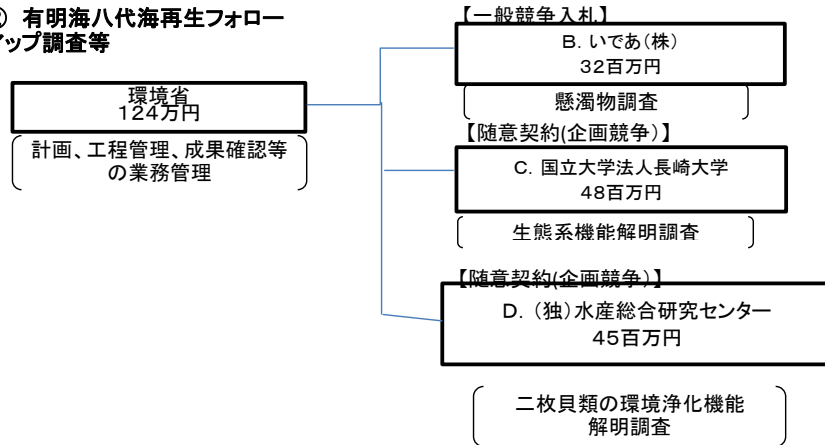 有明海八代海再生フォロー
アップ調査等
環境省
124万円
計画、工程管理、成果確認等
の業務管理
【一般競争入札】
B. いであ(株)
32百万円
懸濁物調査
【随意契約(企画競争)】
C. 国立大学法人長崎大学
48百万円
生態系機能解明調査
【随意契約(企画競争)】
D. (独)水産総合研究センター
45百万円
二枚貝類の環境浄化機能
解明調査